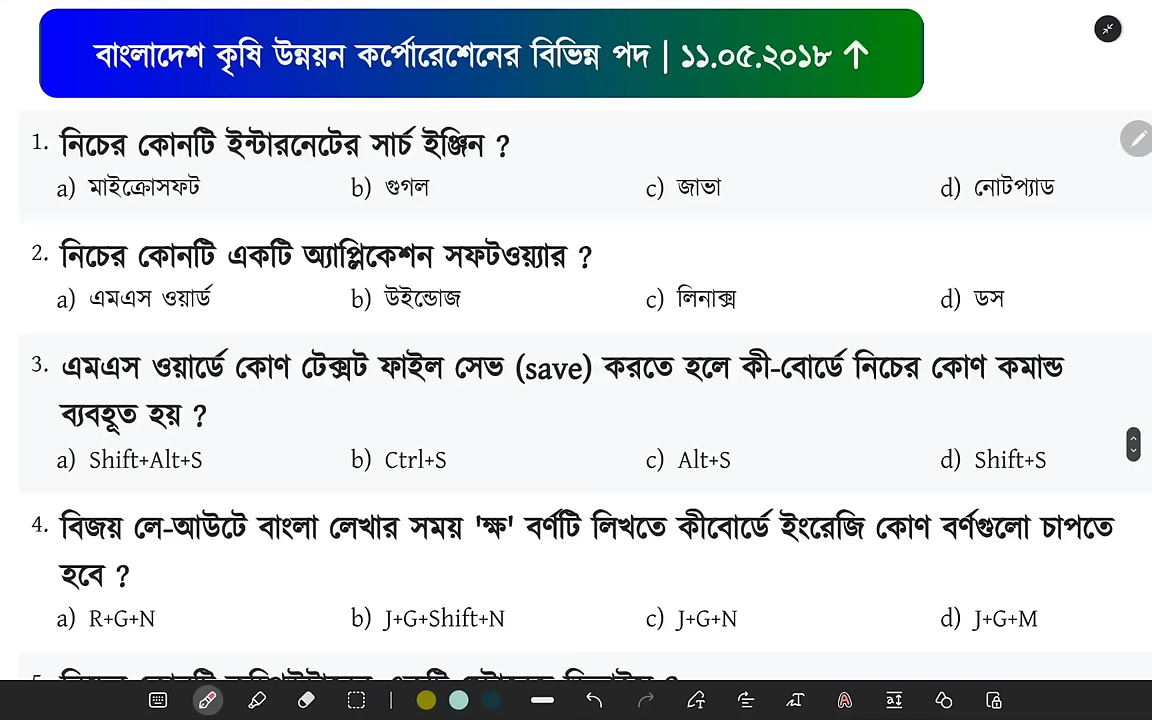 বাংলাদেশ কৃষি উন্নয়ন কর্পোরেশেনের বিভিন্ন পদ | ১১.০৫.২০১৮ ↑
1. নিচের কোনটি ইন্টারনেটের সার্চ ইঞ্জিন ?
a) মাইক্রোসফট b) গুগল c) জাভা d) নোটপ্যাড
2. নিচের কোনটি একটি অ্যাপ্লিকেশন সফটওয়্যার ?
a) এমএস ওয়ার্ড b) উইন্ডোজ c) লিনাক্স d) ডস
3. এমএস ওয়ার্ডে কোণ টেক্সট ফাইল সেভ (save) করতে হলে কী-বোর্ডে নিচের কোণ কমান্ড
ব্যবহূত হয় ?
a) Shift+Alt+S b) Ctrl+S c) Alt+S d) Shift+S
4. বিজয় লে-আউটে বাংলা লেখার সময় 'ক্ষ' বর্ণটি লিখতে কীবোর্ডে ইংরেজি কোণ বর্ণগুলো চাপতে
হবে ?
a) R+G+N b) J+G+Shift+N c) J+G+N d) J+G+M